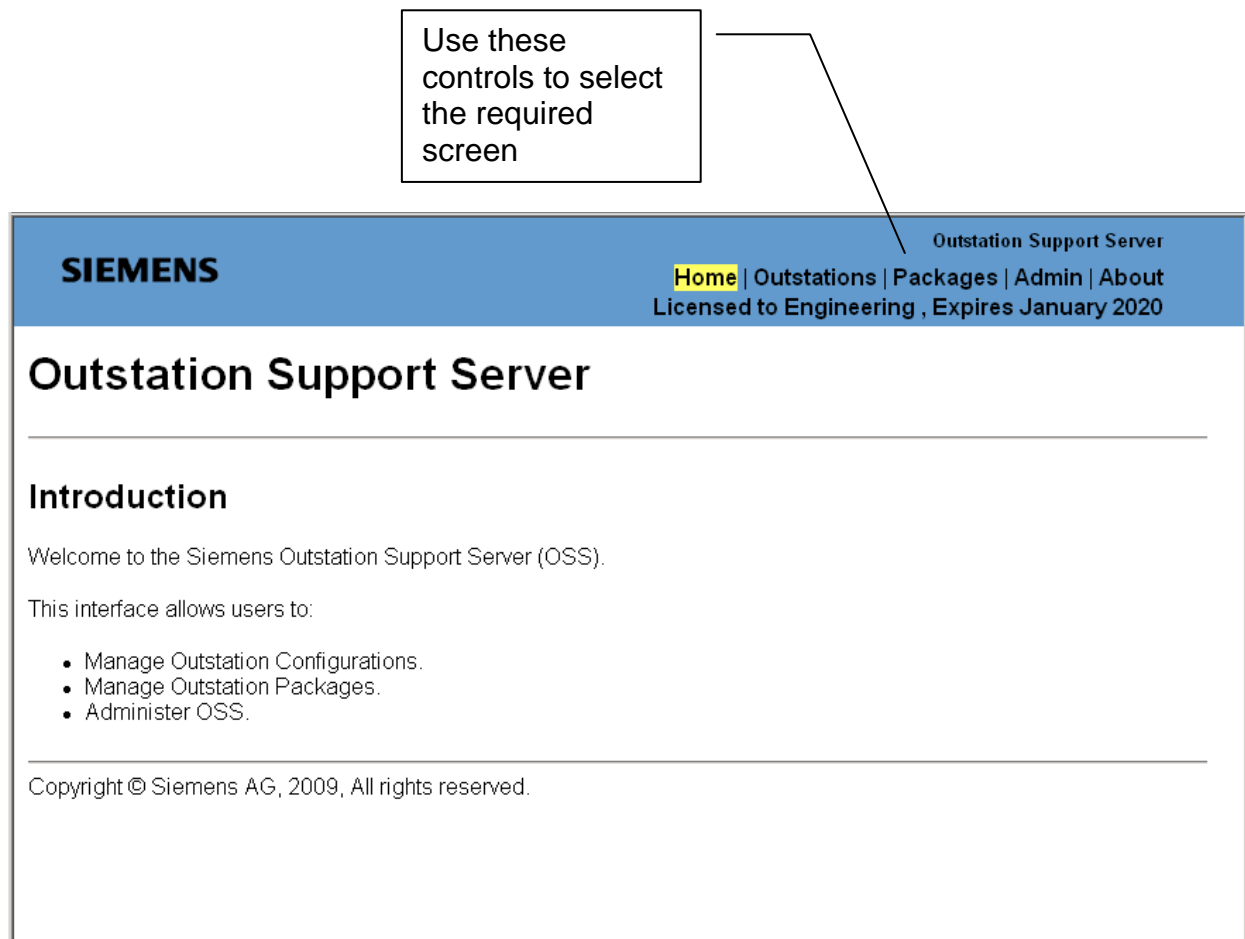 Use these
controls to select
the required
screen
SIEMENS
Outstation Support Server
Home | Outstations | Packages | Admin | About
Licensed to Engineering , Expires January 2020
Outstation Support Server
Introduction
Welcome to the Siemens Outstation Support Server (OSS).
This interface allows users to:
• Manage Outstation Configurations.
• Manage Outstation Packages.
• Administer OSS.
Copyright © Siemens AG, 2009, All rights reserved.